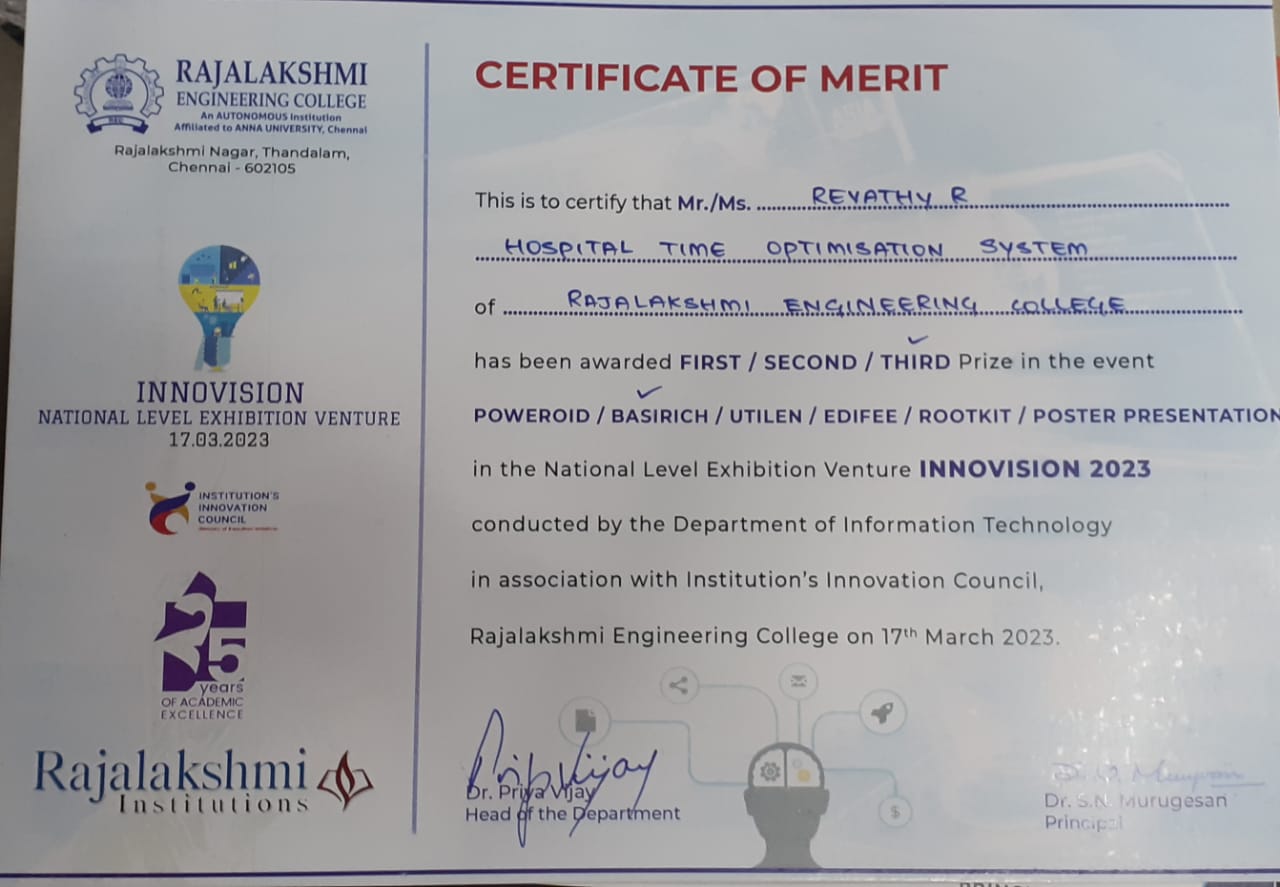 RAJALAKSHMI
ENGINEERING COLLEGE
An AUTONOMOUS Institution
Affiliated to ANNA UNIVERSITY, Chennai
Rajalakshmi Nagar, Thandalam,
Chennai - 602105
INNOVISION
NATIONAL LEVEL EXHIBITION VENTURE
17.03.2023
INSTITUTION'S
INNOVATION
COUNCIL
25
years
OF ACADEMIC
EXCELLENCE
Rajalakshmi
Institutions
CERTIFICATE OF MERIT
This is to certify that Mr./Ms. REVATHY R
HOSPITAL TIME OPTIMISATION SYSTEM
of RAJALAKSHMI ENGINEERING COLLEGE
has been awarded FIRST / SECOND / THIRD Prize in the event
POWEROID / BASIRICH / UTILEN / EDIFEE / ROOTKIT / POSTER PRESENTATION
in the National Level Exhibition Venture INNOVISION 2023
conducted by the Department of Information Technology
in association with Institution's Innovation Council,
Rajalakshmi Engineering College on 17th March 2023.
Dr. Priya Vijay
Head of the Department
Dr. S.N. Murugesan
Principal